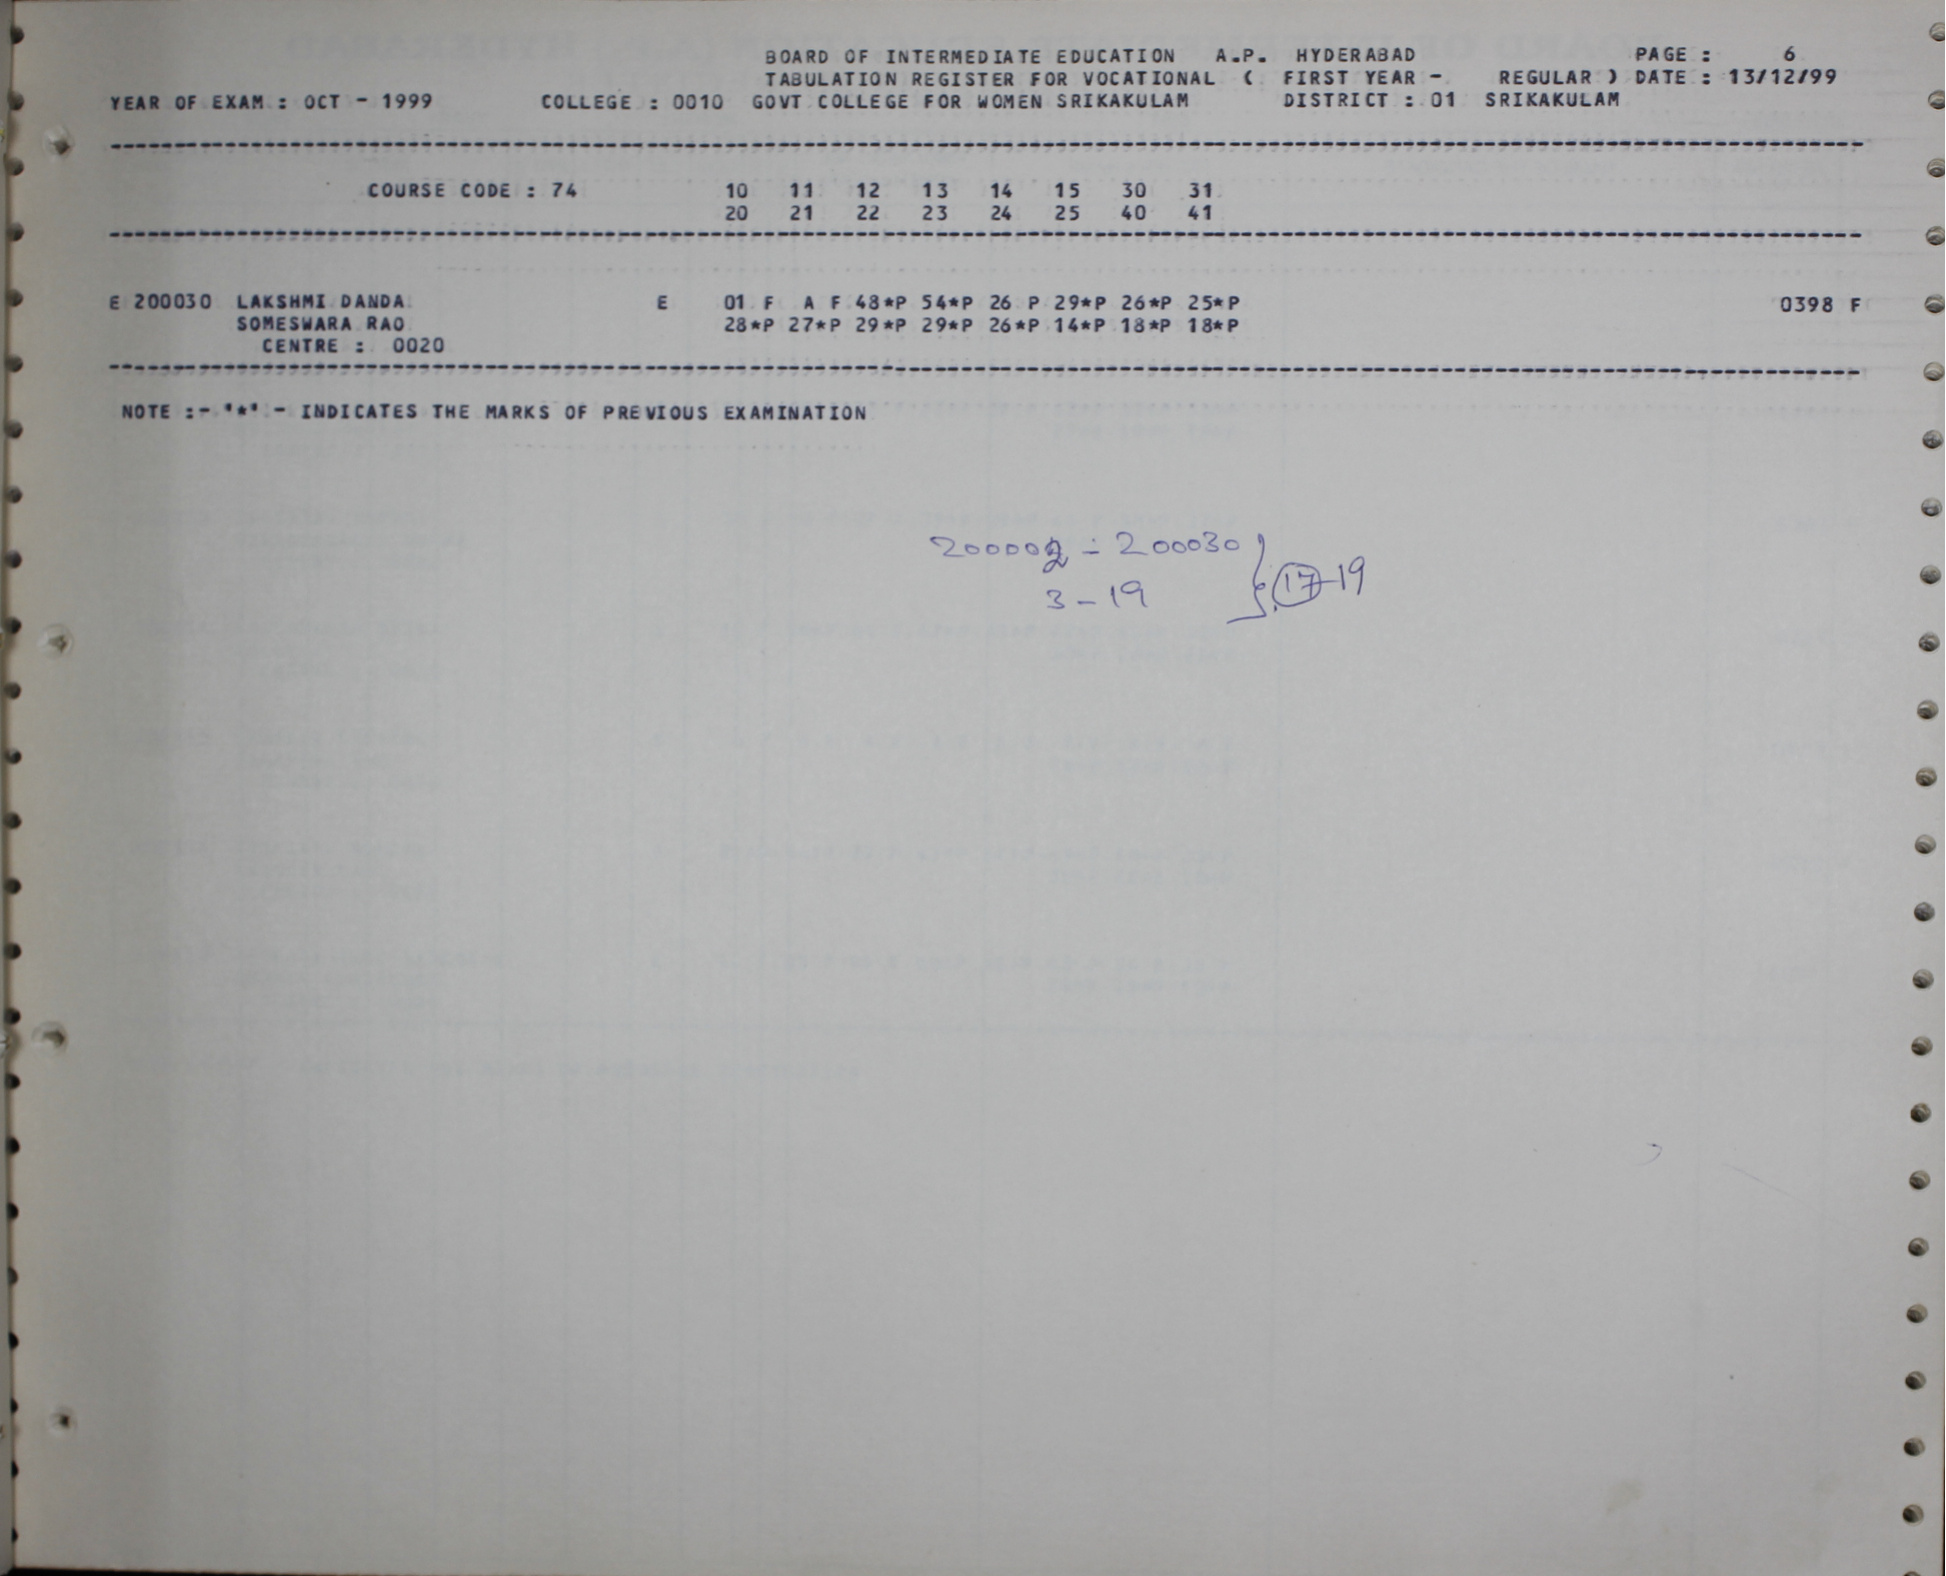 BOARD OF INTERMEDIATE EDUCATION A.P. HYDERABAD PAGE : 6
TABULATION REGISTER FOR VOCATIONAL ( FIRST YEAR - REGULAR ) DATE : 13/12/99
YEAR OF EXAM : OCT - 1999 COLLEGE : 0010 GOVT COLLEGE FOR WOMEN SRIKAKULAM DISTRICT : 01 SRIKAKULAM
COURSE CODE : 74 10 11 12 13 14 15 30 31
20 21 22 23 24 25 40 41
E 200030 LAKSHMI DANDA E 01 F A F 48*P 54*P 26 P 29*P 26*P 25*P 0398 F
SOMESWARA RAO 28*P 27*P 29*P 29*P 26*P 14*P 18*P 18*P
CENTRE : 0020
NOTE :- '*' - INDICATES THE MARKS OF PREVIOUS EXAMINATION
200002 - 200030
3 - 19 } 17-19